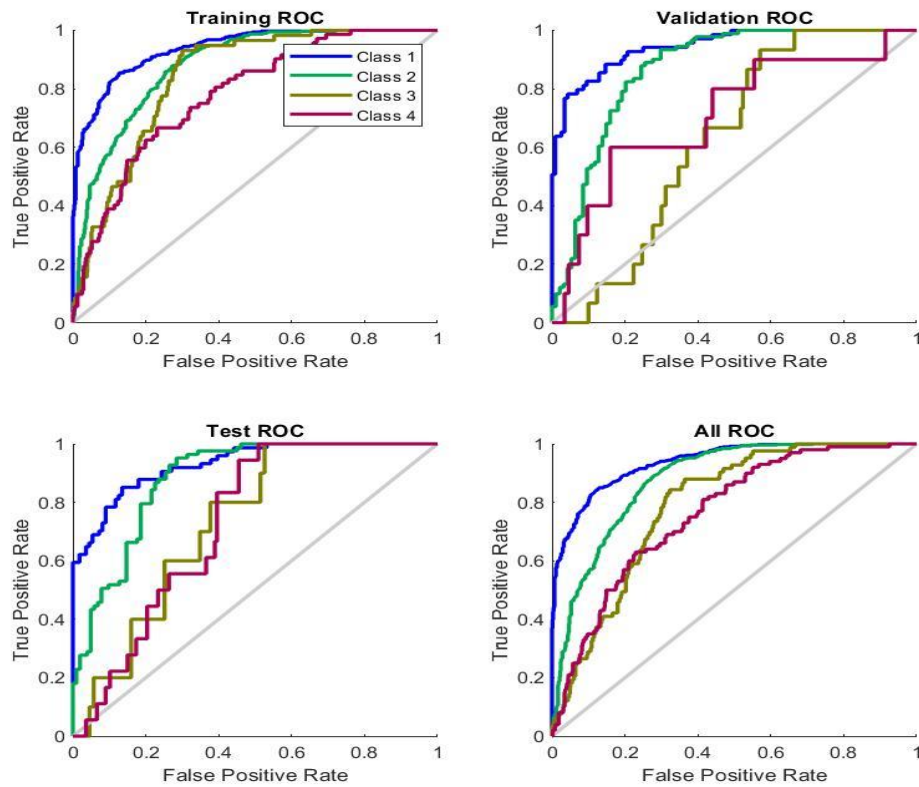 Training ROC
1
0.8
0.6
0.4
0.2
0
True Positive Rate
Class 1
Class 2
Class 3
Class 4
0 0.2 0.4 0.6 0.8 1
False Positive Rate
Validation ROC
1
0.8
0.6
0.4
0.2
0
True Positive Rate
0 0.2 0.4 0.6 0.8 1
False Positive Rate
Test ROC
1
0.8
0.6
0.4
0.2
0
True Positive Rate
0 0.2 0.4 0.6 0.8 1
False Positive Rate
All ROC
1
0.8
0.6
0.4
0.2
0
True Positive Rate
0 0.2 0.4 0.6 0.8 1
False Positive Rate